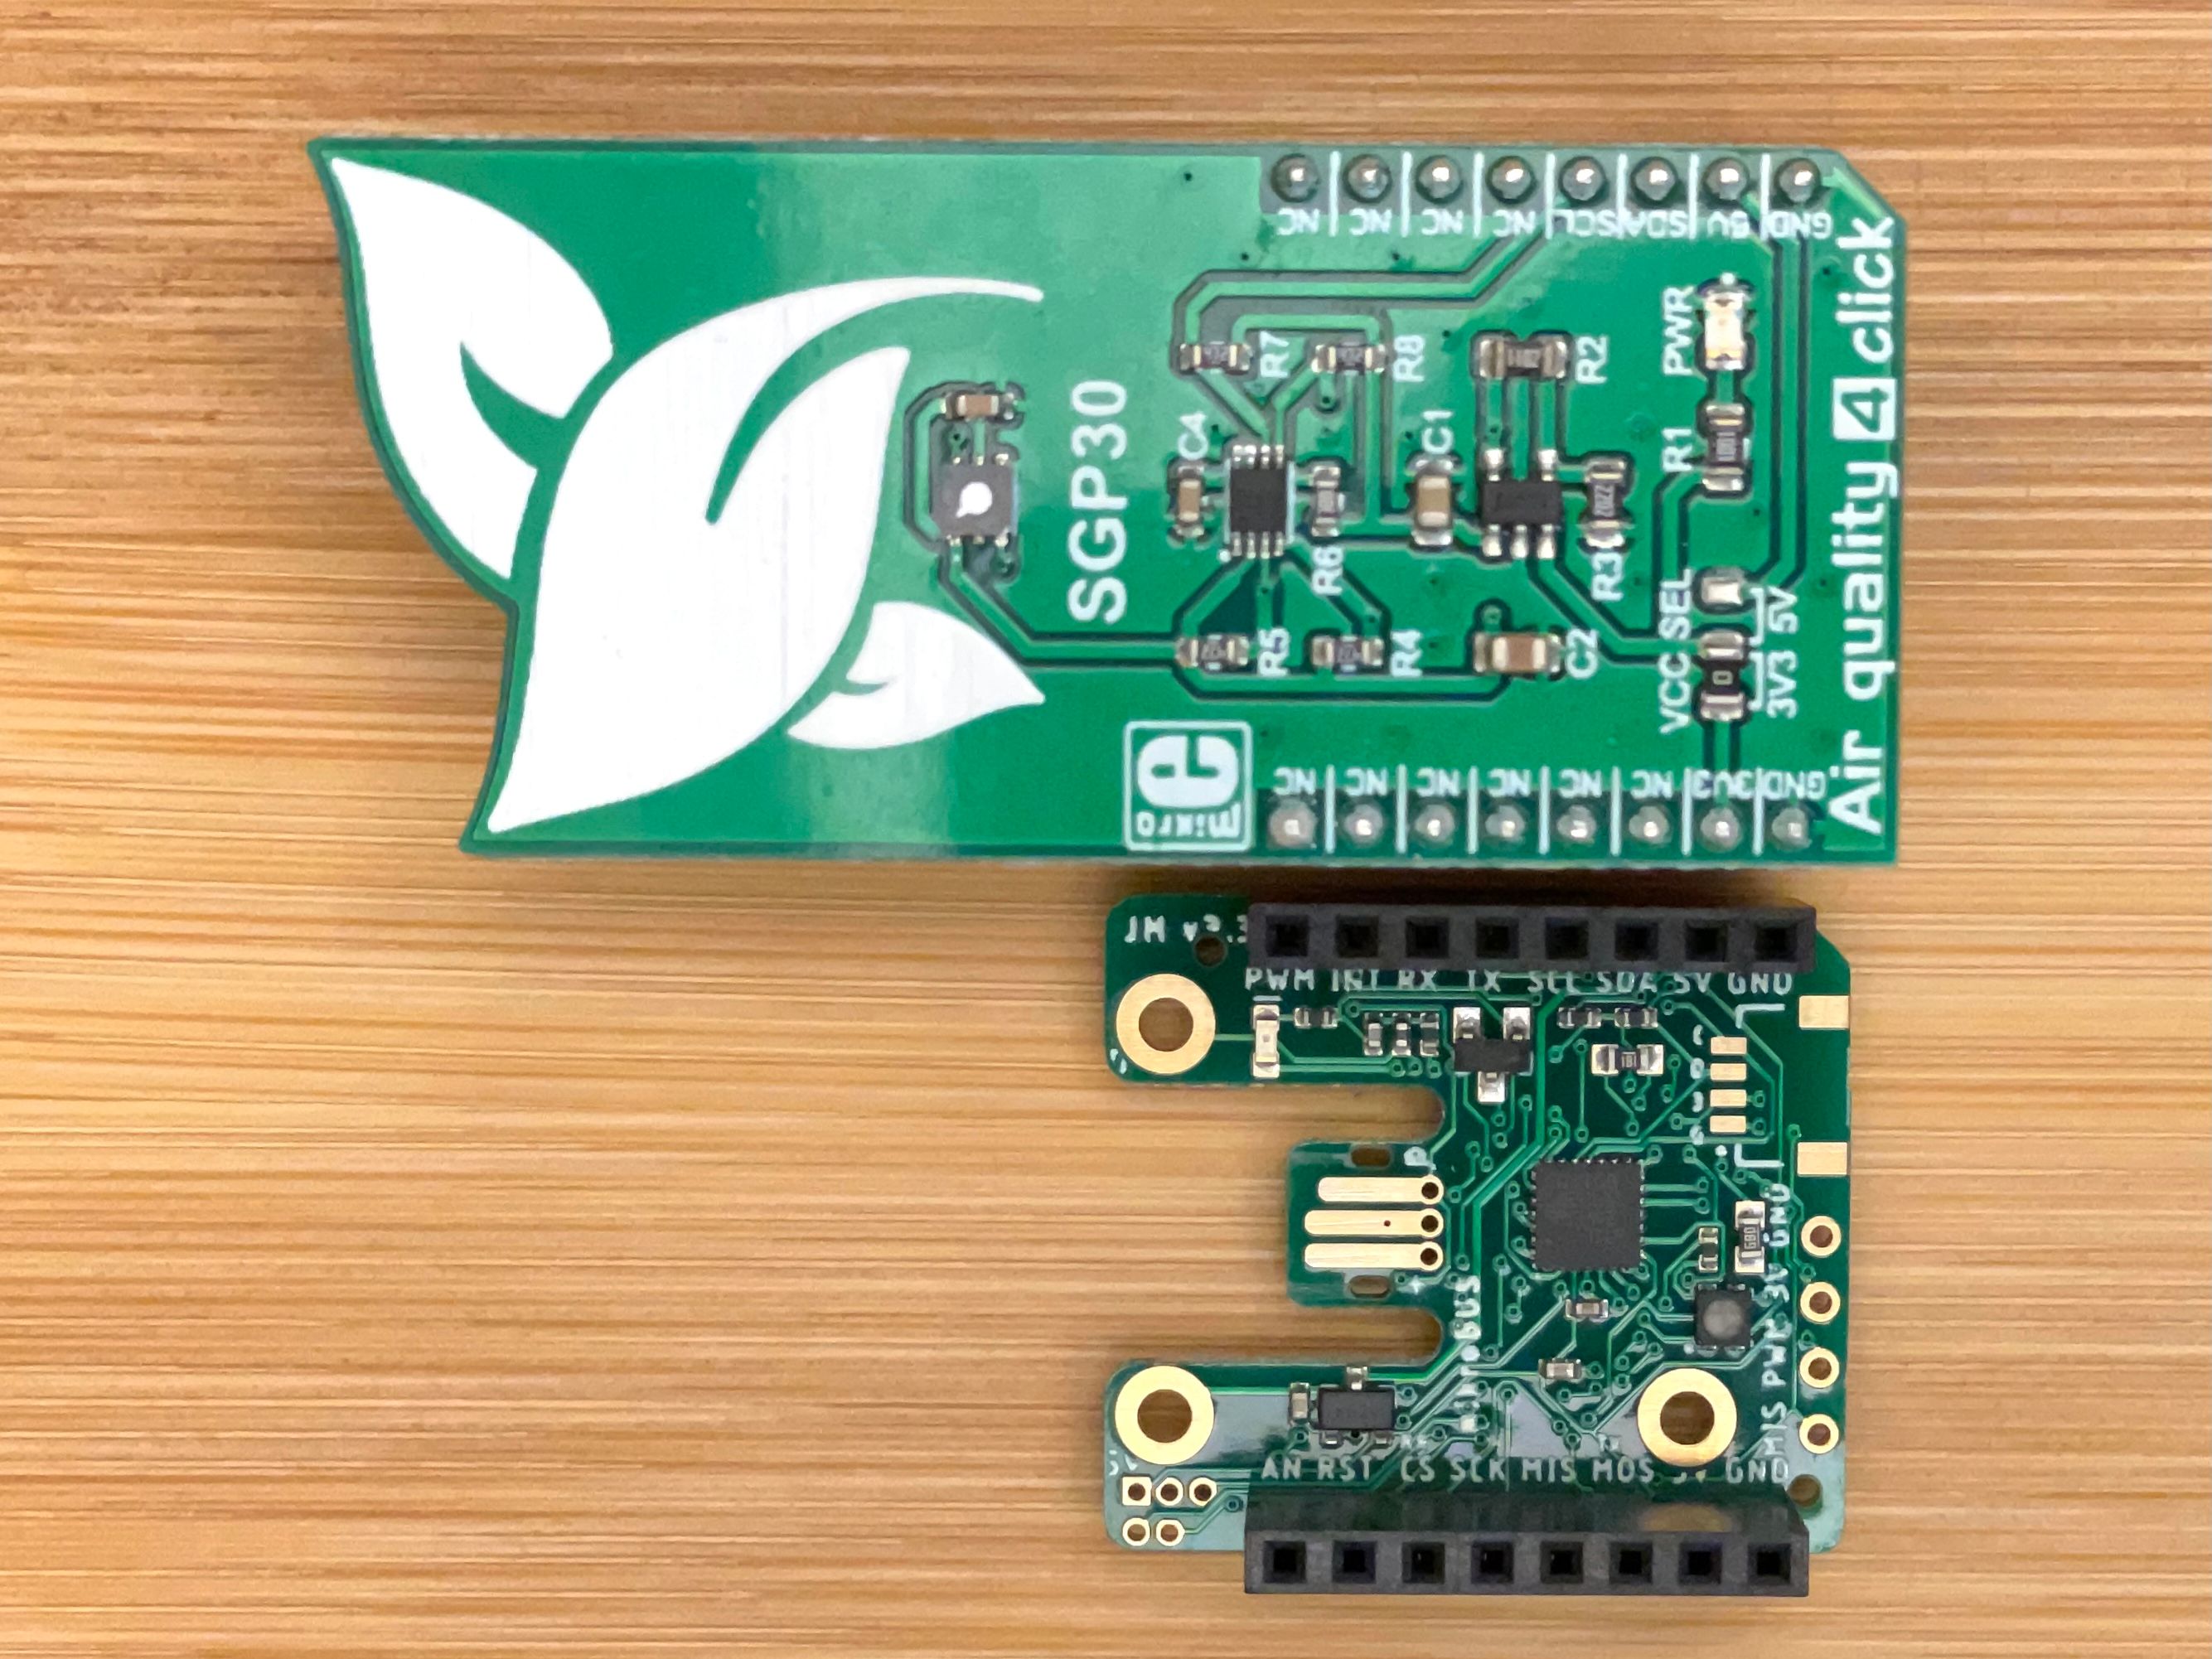 NC NC NC NC SCL SDA 5V GND
PWR
R7
R8
R2
C4
C1
R1
SGP30
R6
R3
R5
R4
C2
VCC SEL
3V3 5V
Air quality 4 click
mikro
e
NC NC NC NC NC NC 3V3 GND
PWM INT RX TX SCL SDA 5V GND
181
GND
PWM
MIS
AN RST CS SCK MIS MOS 5V GND